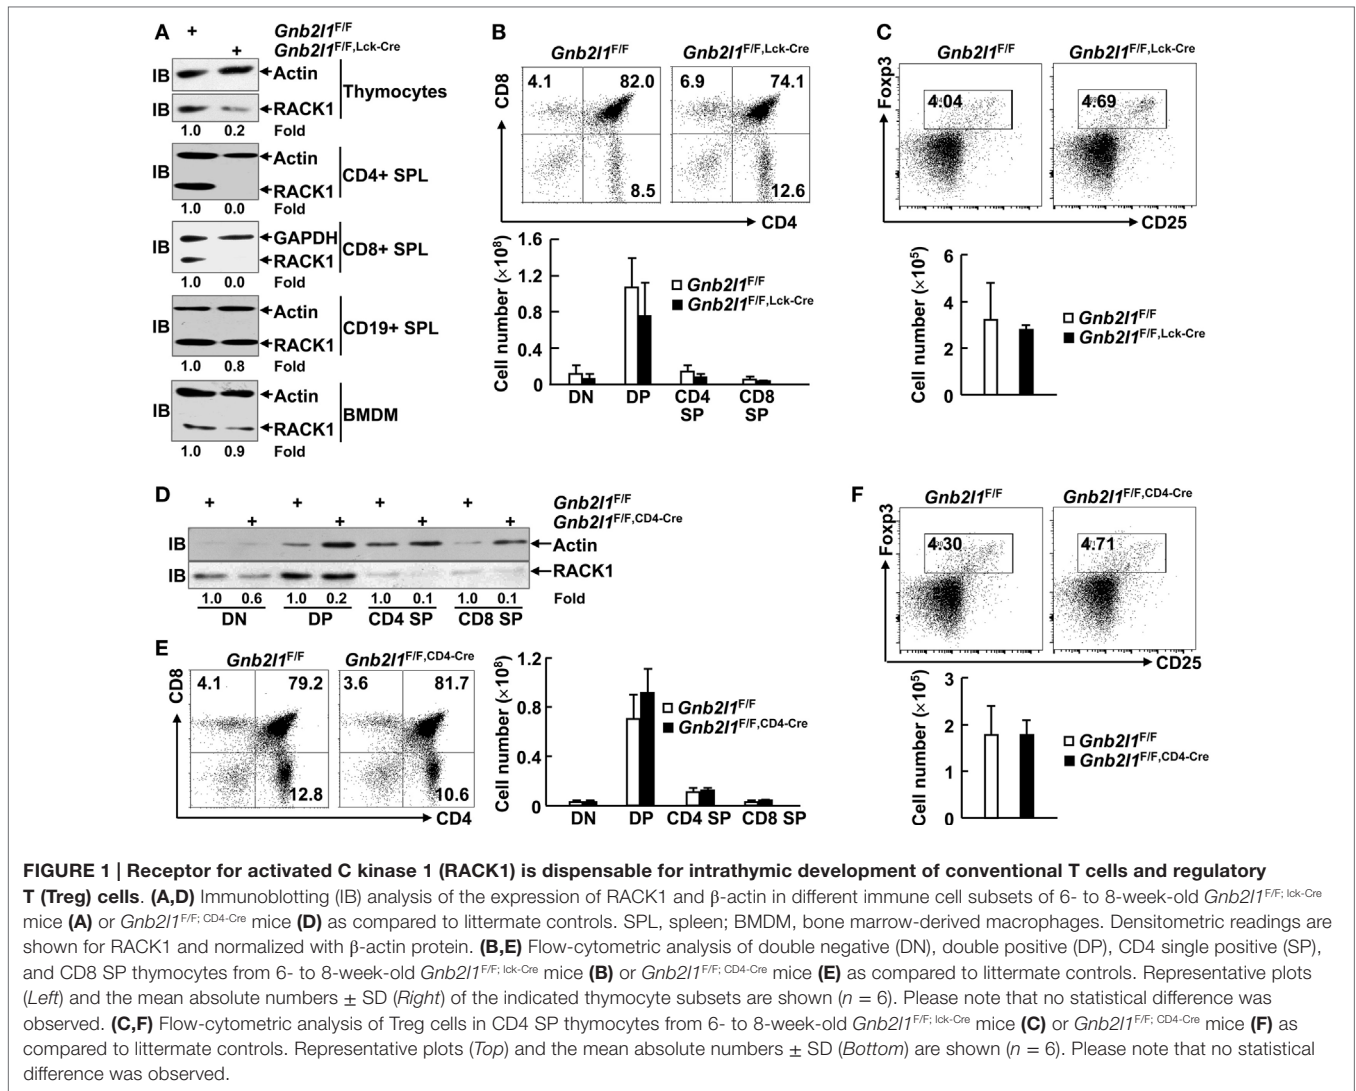 A
+ Gnb2l1F/F
+ Gnb2l1F/F,Lck-Cre
IB Actin
IB RACK1
Thymocytes
1.0 0.2 Fold
IB Actin
RACK1
CD4+ SPL
1.0 0.0 Fold
IB GAPDH
RACK1
CD8+ SPL
1.0 0.0 Fold
IB Actin
RACK1
CD19+ SPL
1.0 0.8 Fold
IB Actin
RACK1
BMDM
1.0 0.9 Fold
B
Gnb2l1F/F Gnb2l1F/F,Lck-Cre
CD8
4.1 82.0 6.9 74.1
8.5 12.6
CD4
Cell number (×10⁸)
1.6
1.2
0.8
0.4
0
Gnb2l1F/F
Gnb2l1F/F,Lck-Cre
DN DP CD4 SP CD8 SP
C
Gnb2l1F/F Gnb2l1F/F,Lck-Cre
Foxp3
4.04 4.69
CD25
Cell number (×10⁵)
6
4
2
0
Gnb2l1F/F
Gnb2l1F/F,Lck-Cre
D
+ + + + Gnb2l1F/F
+ + + + Gnb2l1F/F,CD4-Cre
IB Actin
IB RACK1
1.0 0.6 1.0 0.2 1.0 0.1 1.0 0.1 Fold
DN DP CD4 SP CD8 SP
E
Gnb2l1F/F Gnb2l1F/F,CD4-Cre
CD8
4.1 79.2 3.6 81.7
12.8 10.6
CD4
Cell number (×10⁸)
1.2
0.8
0.4
0
Gnb2l1F/F
Gnb2l1F/F,CD4-Cre
DN DP CD4 SP CD8 SP
F
Gnb2l1F/F Gnb2l1F/F,CD4-Cre
Foxp3
4.30 4.71
CD25
Cell number (×10⁵)
3
2
1
0
Gnb2l1F/F
Gnb2l1F/F,CD4-Cre
FIGURE 1 | Receptor for activated C kinase 1 (RACK1) is dispensable for intrathymic development of conventional T cells and regulatory
T (Treg) cells. (A,D) Immunoblotting (IB) analysis of the expression of RACK1 and β-actin in different immune cell subsets of 6- to 8-week-old Gnb2l1F/F; lck-Cre
mice (A) or Gnb2l1F/F; CD4-Cre mice (D) as compared to littermate controls. SPL, spleen; BMDM, bone marrow-derived macrophages. Densitometric readings are
shown for RACK1 and normalized with β-actin protein. (B,E) Flow-cytometric analysis of double negative (DN), double positive (DP), CD4 single positive (SP),
and CD8 SP thymocytes from 6- to 8-week-old Gnb2l1F/F; lck-Cre mice (B) or Gnb2l1F/F; CD4-Cre mice (E) as compared to littermate controls. Representative plots
(Left) and the mean absolute numbers ± SD (Right) of the indicated thymocyte subsets are shown (n = 6). Please note that no statistical difference was
observed. (C,F) Flow-cytometric analysis of Treg cells in CD4 SP thymocytes from 6- to 8-week-old Gnb2l1F/F; lck-Cre mice (C) or Gnb2l1F/F; CD4-Cre mice (F) as
compared to littermate controls. Representative plots (Top) and the mean absolute numbers ± SD (Bottom) are shown (n = 6). Please note that no statistical
difference was observed.